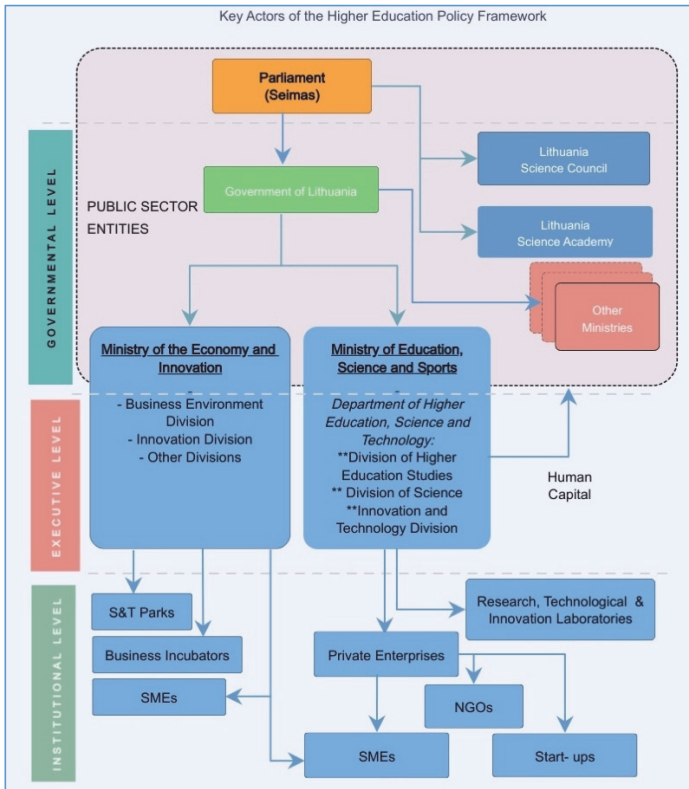 Key Actors of the Higher Education Policy Framework
Parliament
(Seimas)
GOVERNMENTAL LEVEL
Lithuania
Science Council
Government of Lithuania
PUBLIC SECTOR
ENTITIES
Lithuania
Science Academy
Other
Ministries
Ministry of the Economy and
Innovation
-
- Business Environment
Division
- Innovation Division
- Other Divisions
Ministry of Education,
Science and Sports
-
Department of Higher
Education, Science and
Technology:
**Division of Higher
Education Studies
** Division of Science
**Innovation and
Technology Division
EXECUTIVE LEVEL
Human
Capital
INSTITUTIONAL LEVEL
S&T Parks
Business Incubators
SMEs
Research, Technological &
Innovation Laboratories
Private Enterprises
NGOs
SMEs
Start- ups